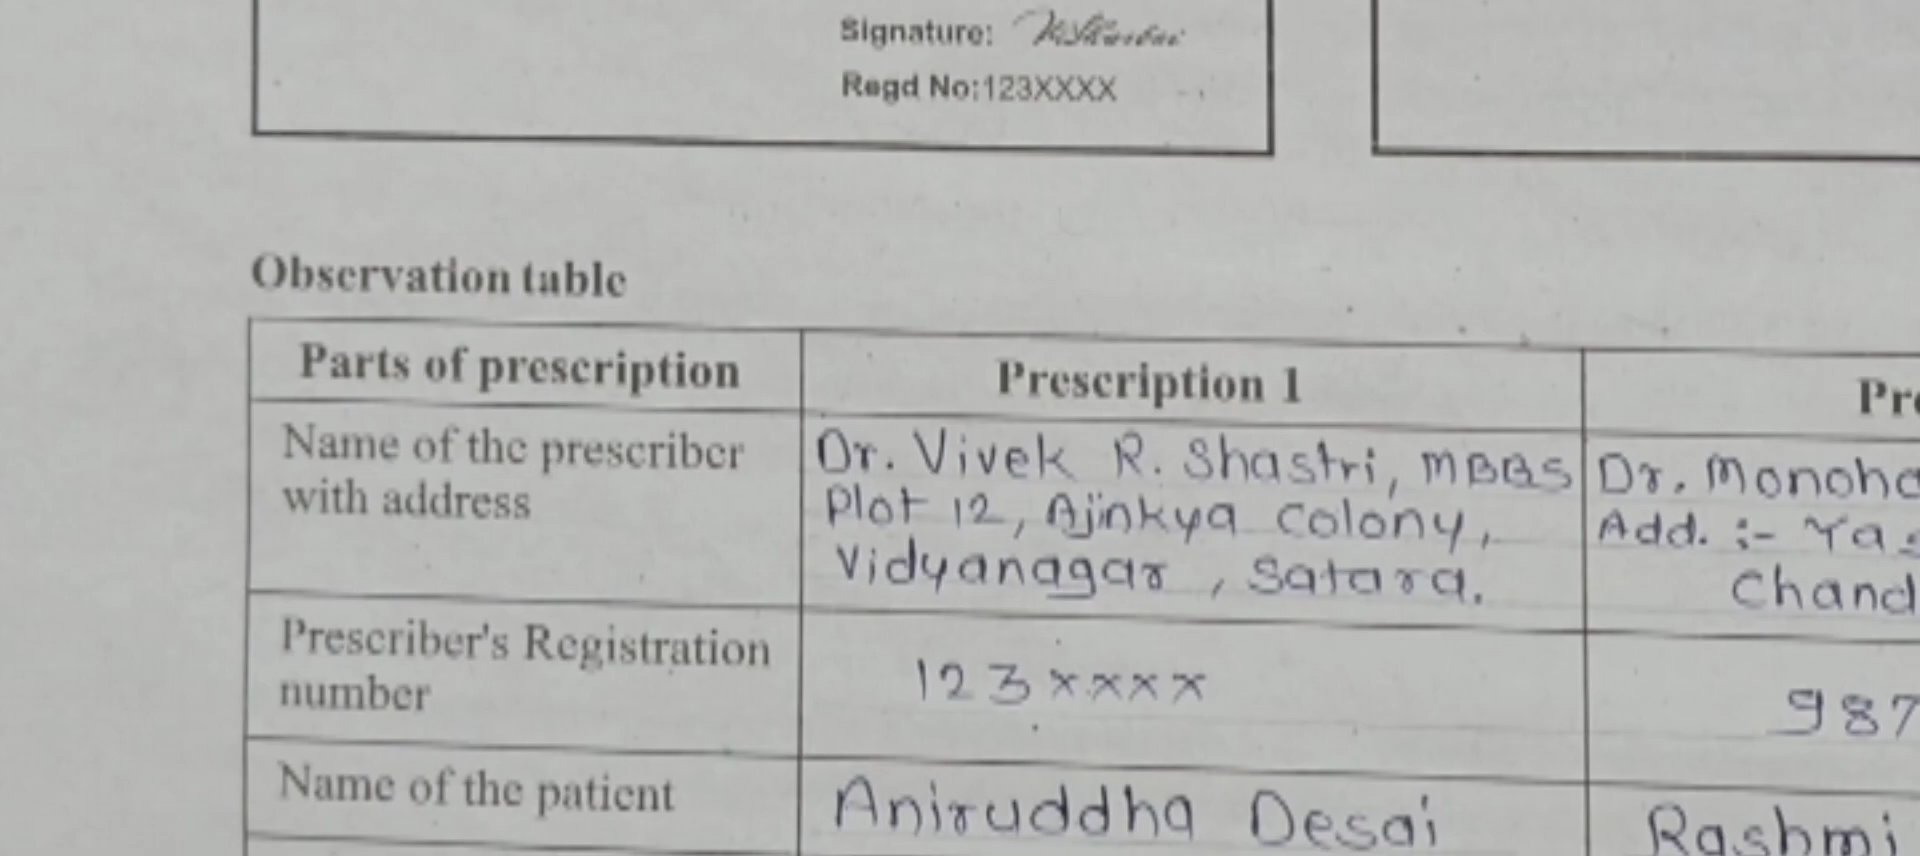 Signature:
Regd No:123XXXX
Observation table
Parts of prescription
Prescription 1
Name of the prescriber
with address
Dr. Vivek R. Shastri, MBBS
Plot 12, Ajinkya colony,
Vidyanagar, Satara.
Dr. Monoha
Add. :- Yas
Chand
Prescriber's Registration
number
123xxxx
987
Name of the patient
Aniruddha Desai
Rashmi